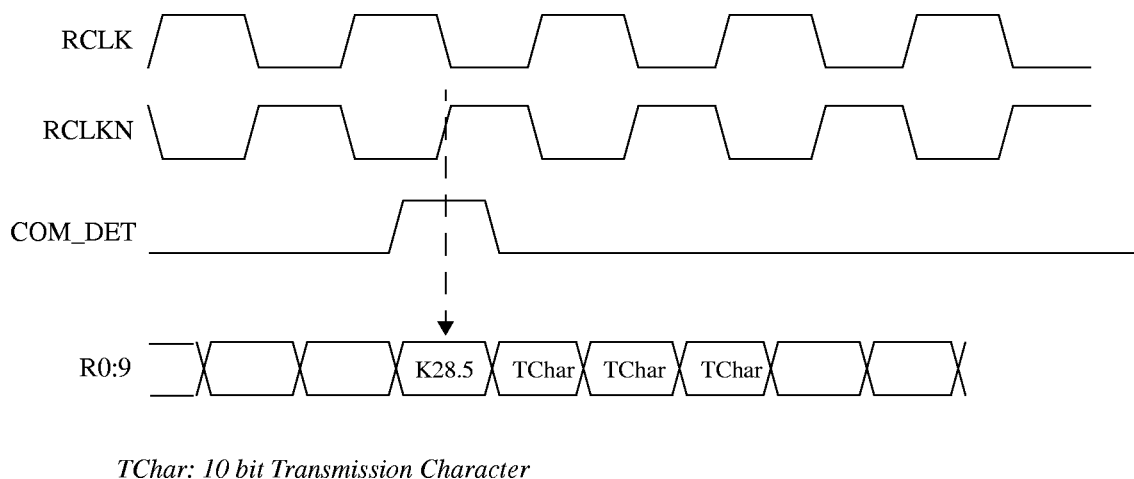 RCLK
RCLKN
COM_DET
R0:9 K28.5 TChar TChar TChar
TChar: 10 bit Transmission Character